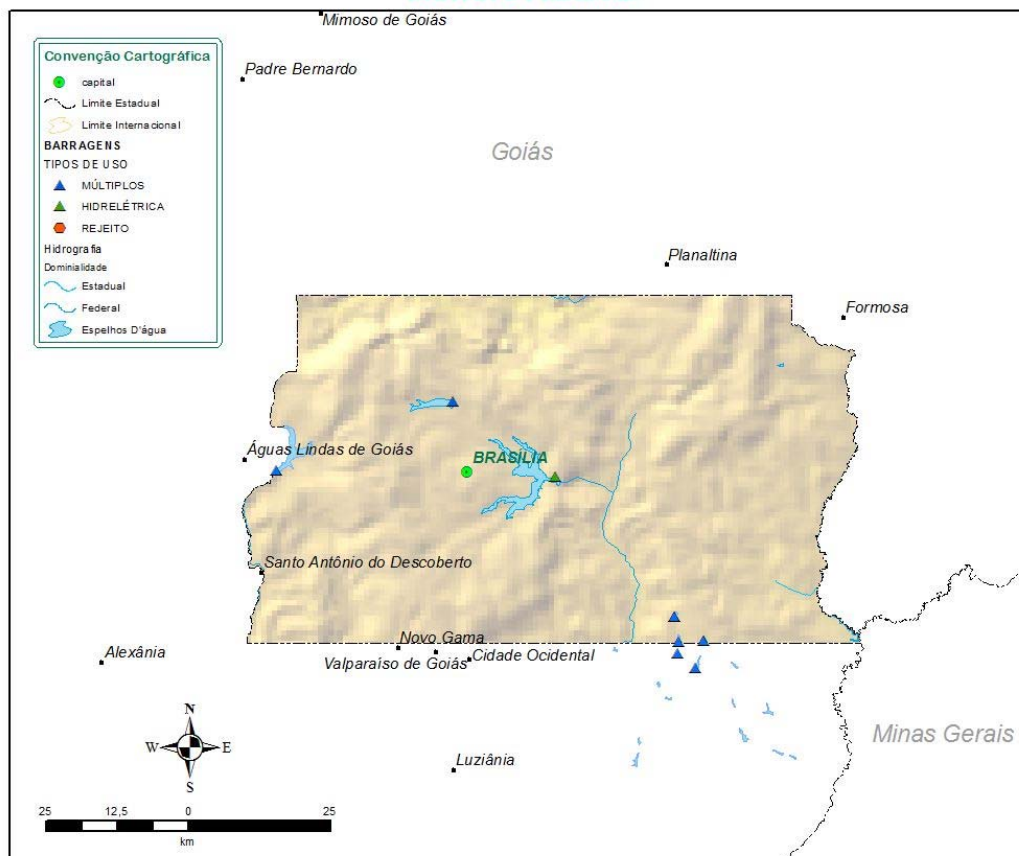 Mimoso de Goiás
Convenção Cartográfica
capital
Limite Estadual
Limite Internacional
BARRAGENS
TIPOS DE USO
MÚLTIPLOS
HIDRELÉTRICA
REJEITO
Hidrografia
Dominialidade
Estadual
Federal
Espelhos D'água
Padre Bernardo
Goiás
Planaltina
Formosa
Águas Lindas de Goiás
BRASÍLIA
Santo Antônio do Descoberto
Novo Gama
Valparaíso de Goiás
Cidade Ocidental
Alexânia
Luziânia
Minas Gerais
N
W E
S
25 12,5 0 25
km